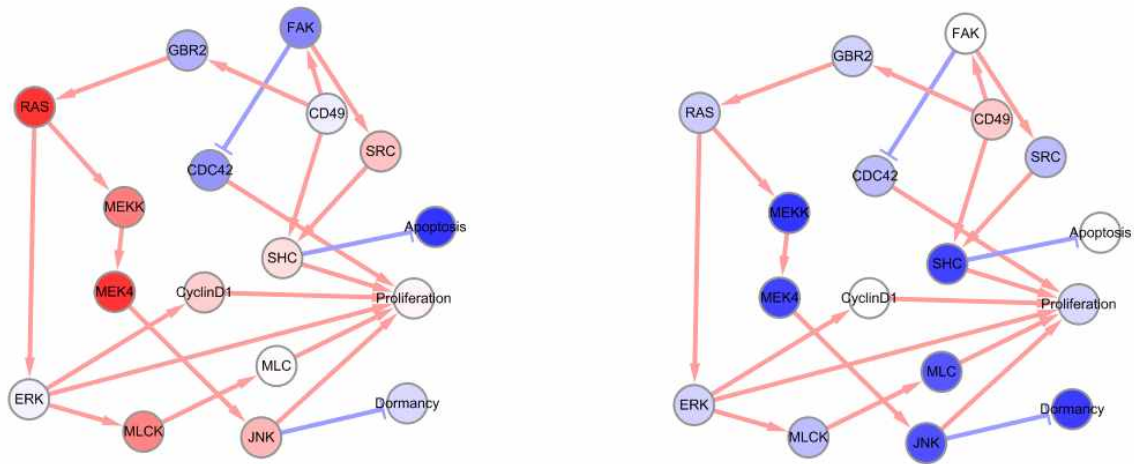 FAK
GBR2
RAS
CD49
SRC
CDC42
MEKK
Apoptosis
SHC
MEK4
CyclinD1
Proliferation
MLC
ERK
Dormancy
MLCK
JNK
FAK
GBR2
RAS
CD49
SRC
CDC42
MEKK
Apoptosis
SHC
MEK4
CyclinD1
Proliferation
MLC
ERK
Dormancy
MLCK
JNK